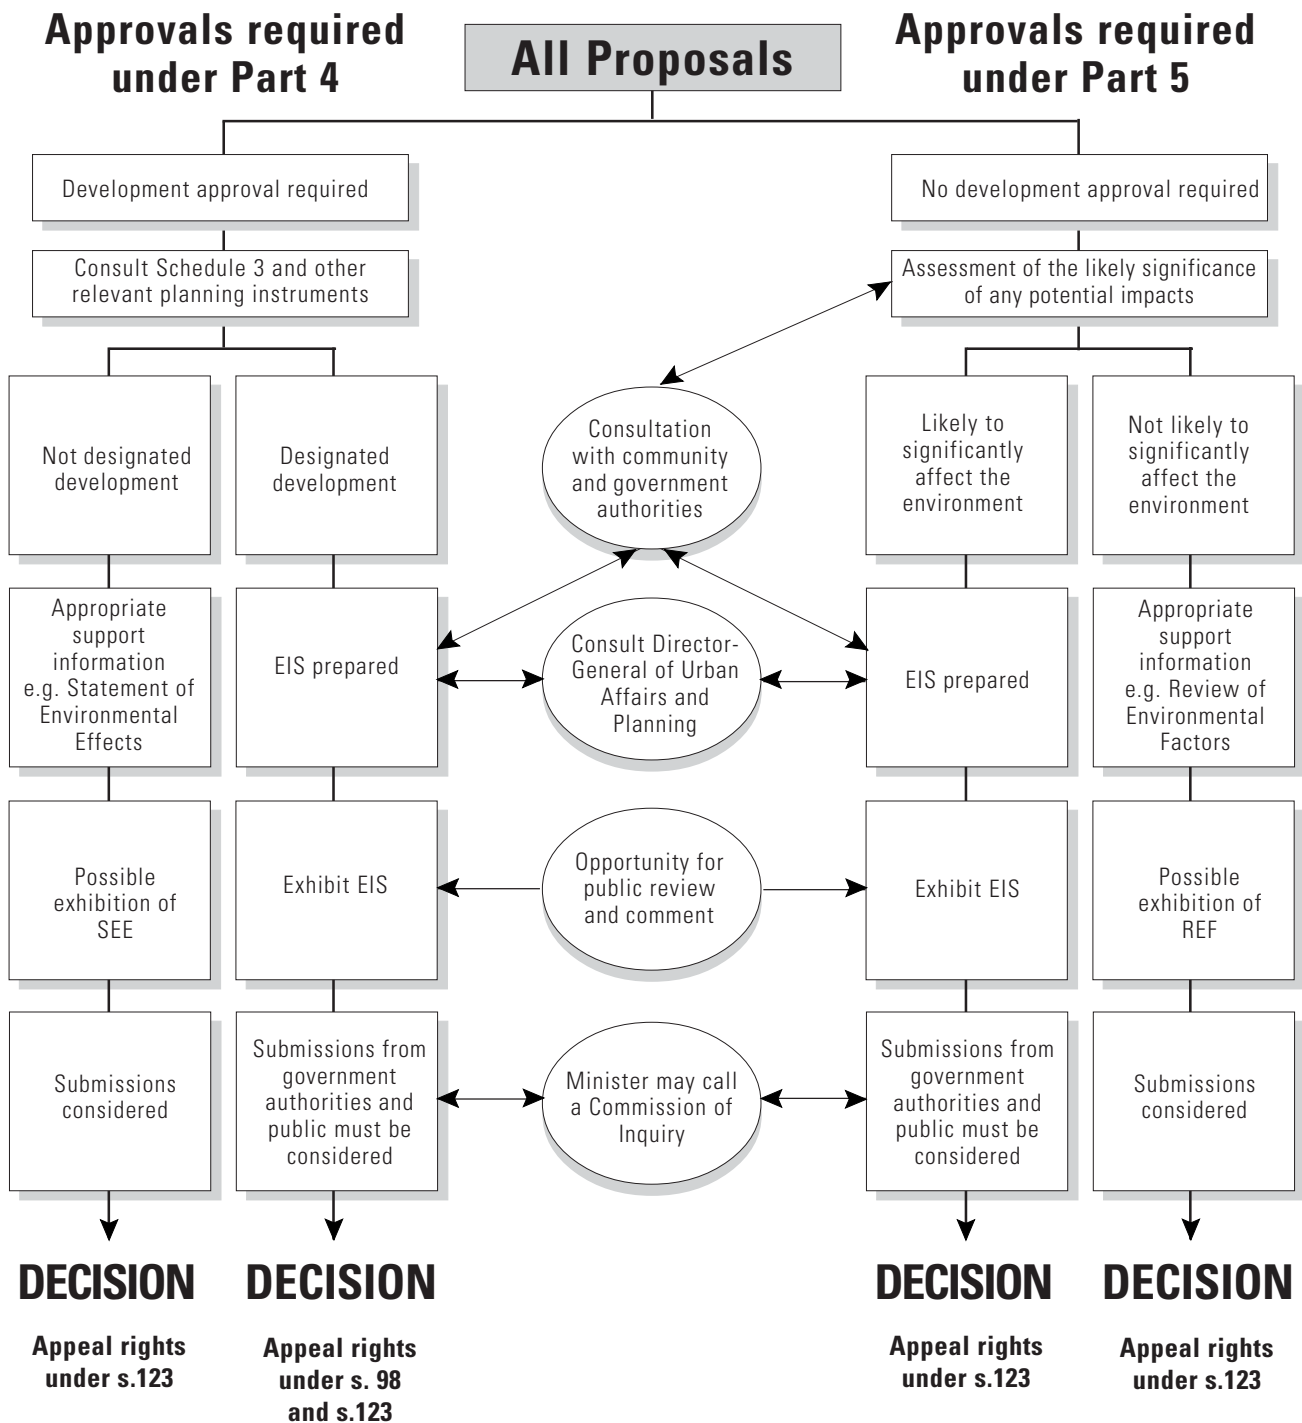 Approvals required
under Part 4
All Proposals
Approvals required
under Part 5
Development approval required
No development approval required
Consult Schedule 3 and other
relevant planning instruments
Assessment of the likely significance
of any potential impacts
Not designated
development
Designated
development
Consultation
with community
and government
authorities
Likely to
significantly
affect the
environment
Not likely to
significantly
affect the
environment
Appropriate
support
information
e.g. Statement of
Environmental
Effects
EIS prepared
Consult Director-
General of Urban
Affairs and
Planning
EIS prepared
Appropriate
support
information
e.g. Review of
Environmental
Factors
Possible
exhibition of
SEE
Exhibit EIS
Opportunity for
public review
and comment
Exhibit EIS
Possible
exhibition of
REF
Submissions
considered
Submissions from
government
authorities and
public must be
considered
Minister may call
a Commission of
Inquiry
Submissions from
government
authorities and
public must be
considered
Submissions
considered
DECISION
DECISION
DECISION
DECISION
Appeal rights
under s.123
Appeal rights
under s. 98
and s.123
Appeal rights
under s.123
Appeal rights
under s.123